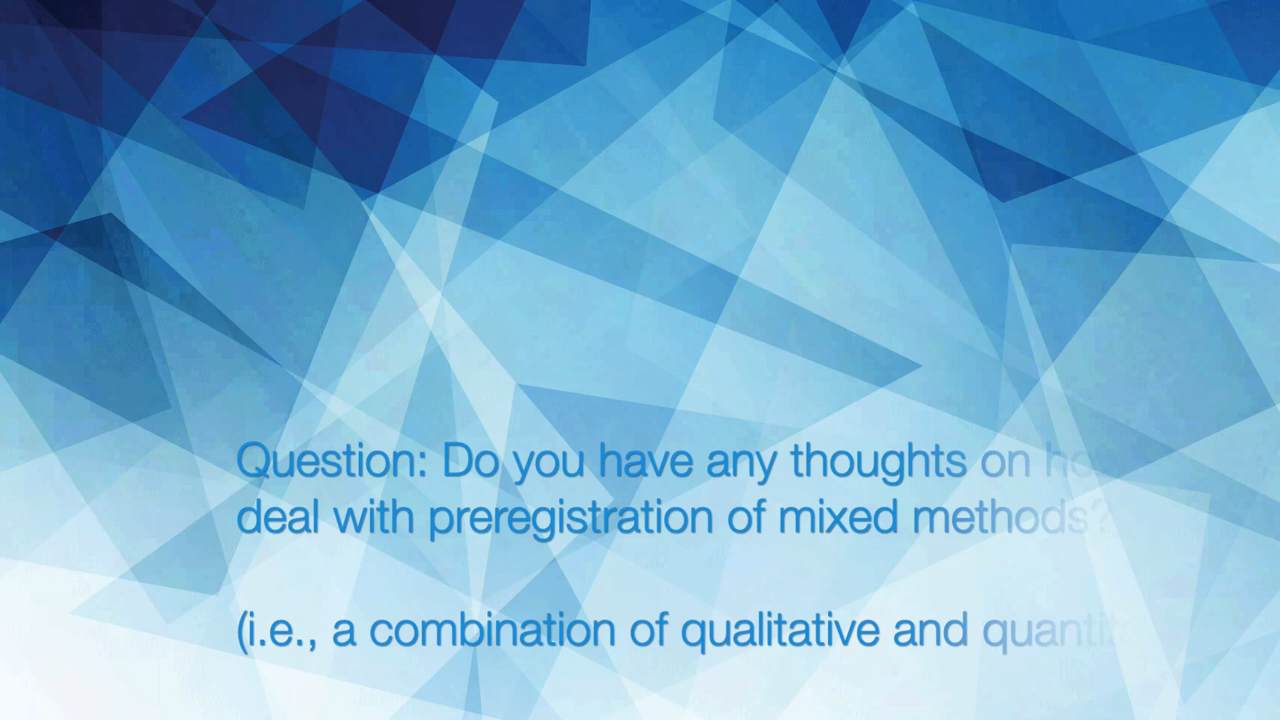 Question: Do you have any thoughts on
deal with preregistration of mixed methods?
(i.e., a combination of qualitative and